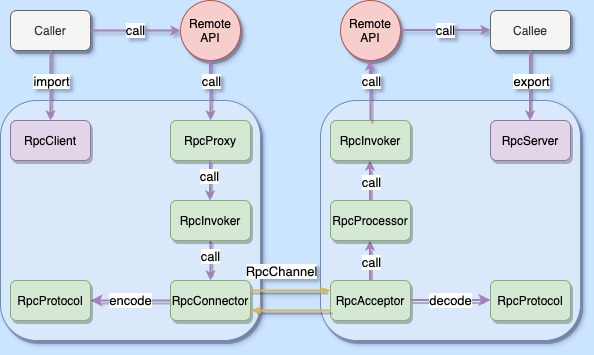 Caller
call
Remote
API
Remote
API
call
Callee
import
call
call
export
RpcClient
RpcProxy
RpcInvoker
RpcServer
call
call
RpcInvoker
RpcProcessor
call
call
RpcChannel
RpcProtocol
encode
RpcConnector
RpcAcceptor
decode
RpcProtocol